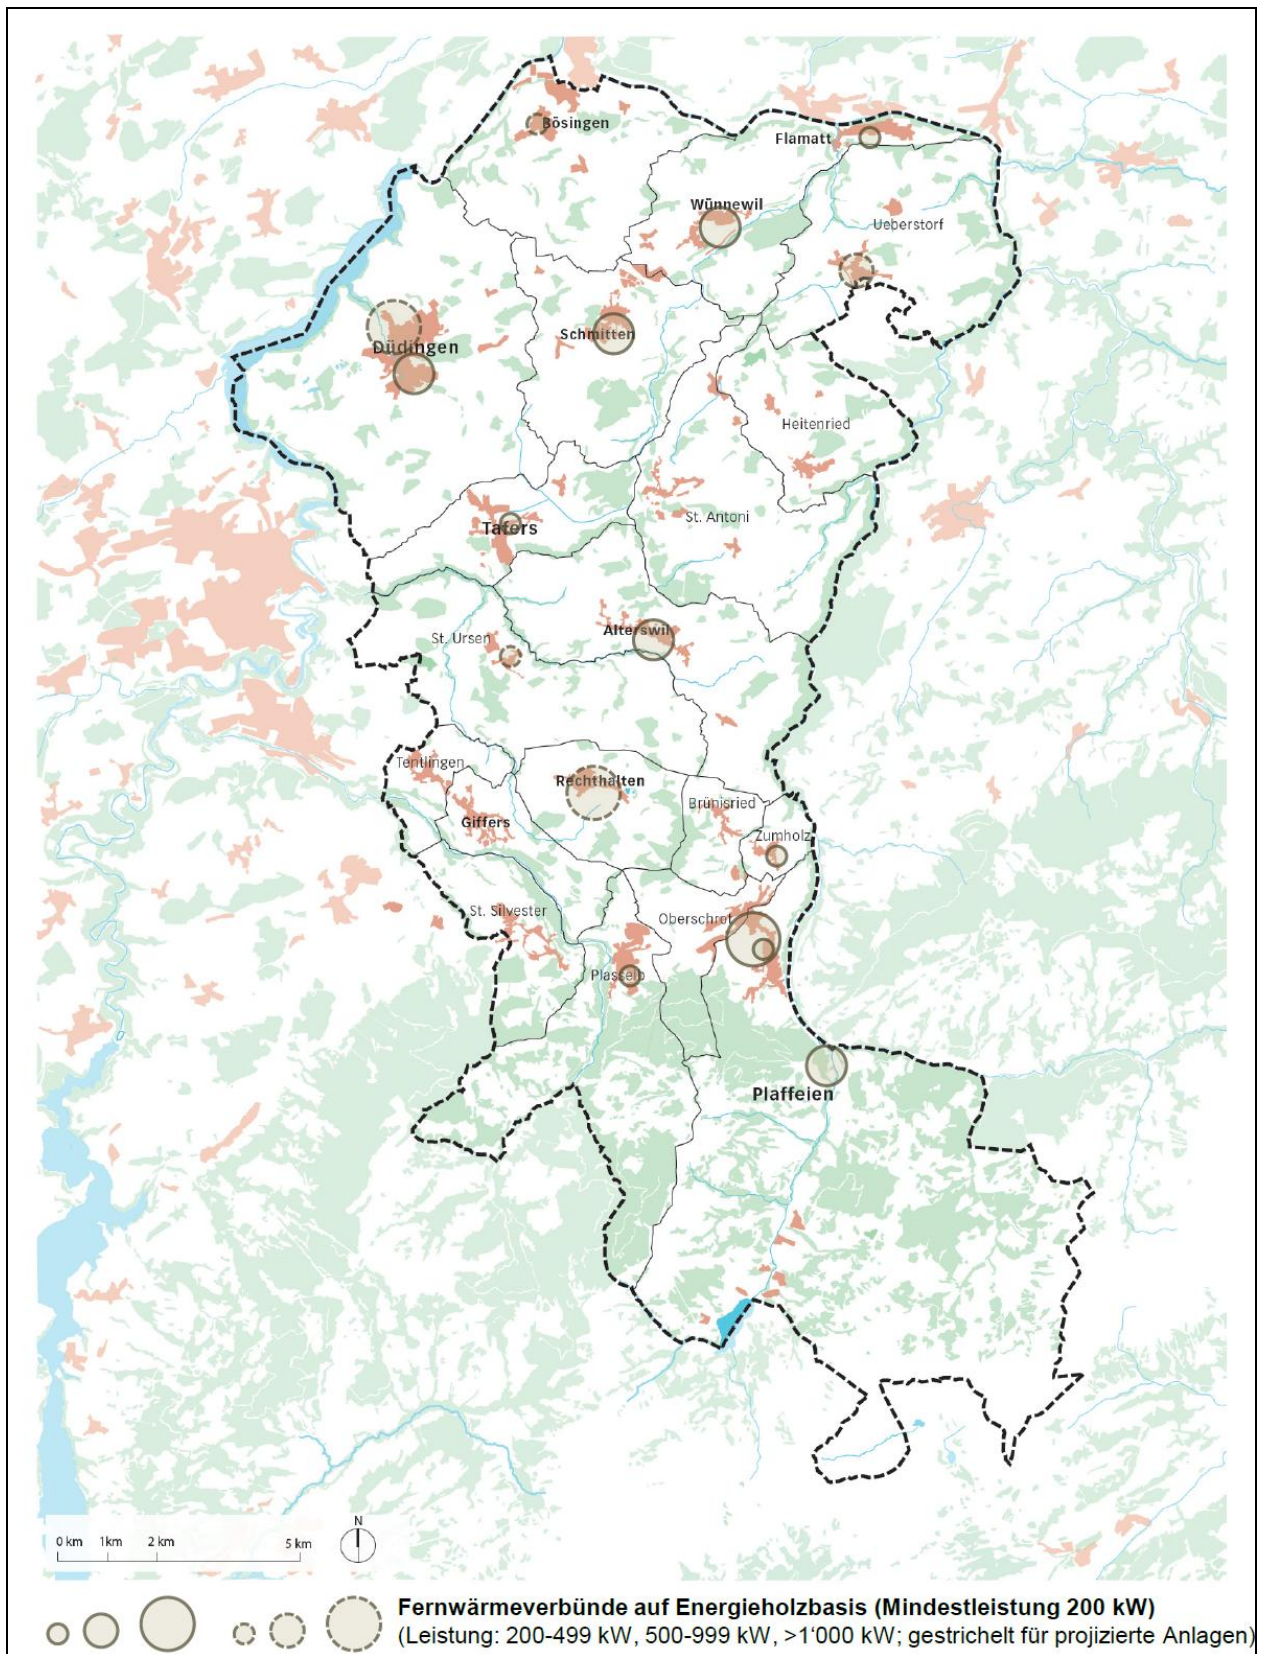 Bösingen
Flamatt
Wünnewil
Ueberstorf
Schmitten
Düdingen
Heitenried
St. Antoni
Tafers
Alterswil
St. Ursen
Tentlingen
Rechthalten
Brünisried
Giffers
Zumholz
St. Silvester
Oberschrot
Plasselb
Plaffeien
N
0 km 1km 2 km 5 km
Fernwärmeverbünde auf Energieholzbasis (Mindestleistung 200 kW)
(Leistung: 200-499 kW, 500-999 kW, >1'000 kW; gestrichelt für projizierte Anlagen)